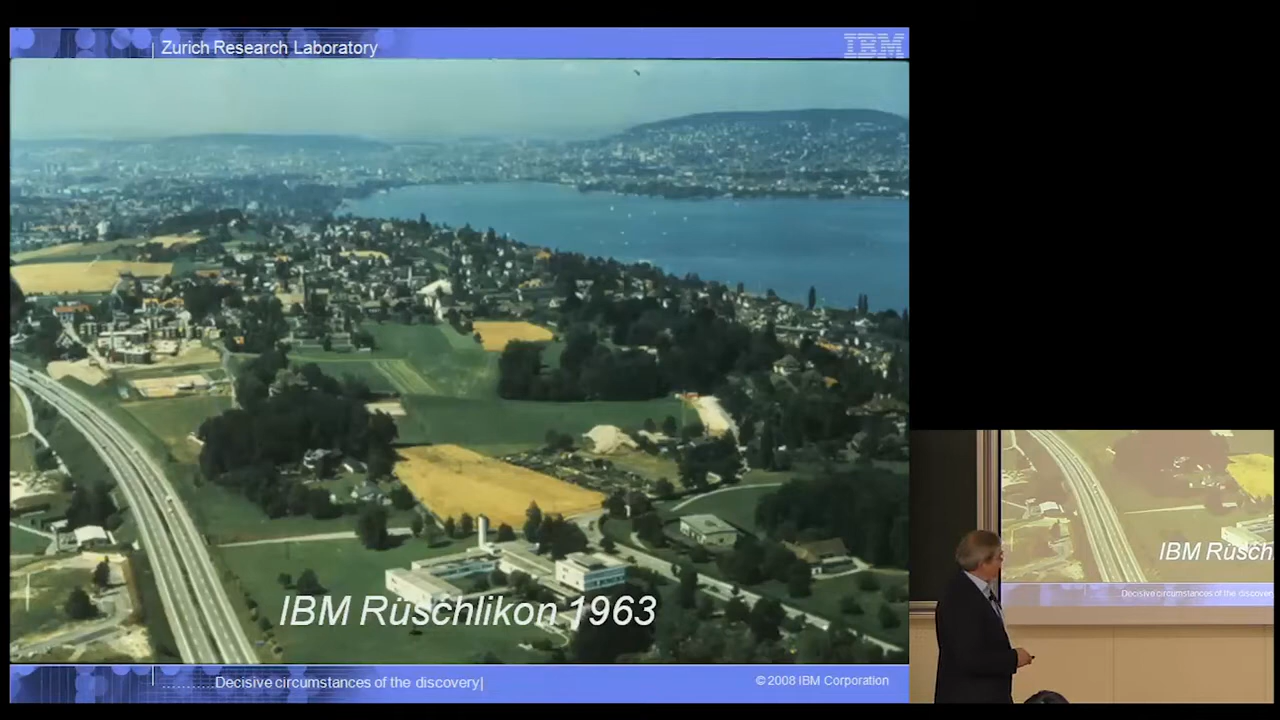 Zurich Research Laboratory
IBM
IBM Rüschlikon 1963
..........Decisive circumstances of the discovery|
© 2008 IBM Corporation
IBM Rüsch
Decisive circumstances of the discovery